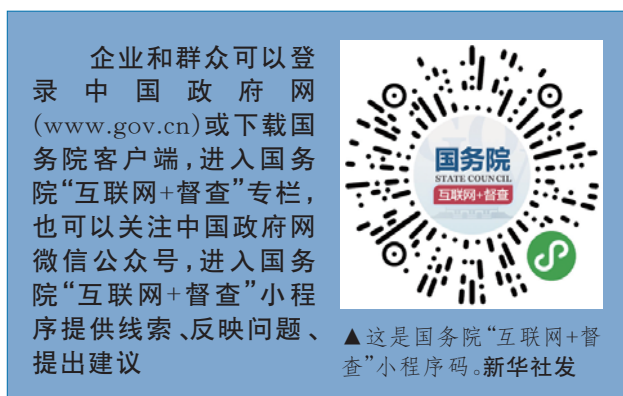 企业和群众可以登
录中国政府网
(www.gov.cn)或下载国
务院客户端,进入国务
院“互联网+督查”专栏,
也可以关注中国政府网
微信公众号,进入国务
院“互联网+督查”小程
序提供线索、反映问题、
提出建议
国务院
STATE COUNCIL
互联网+督查
▲这是国务院“互联网+督
查”小程序码。新华社发